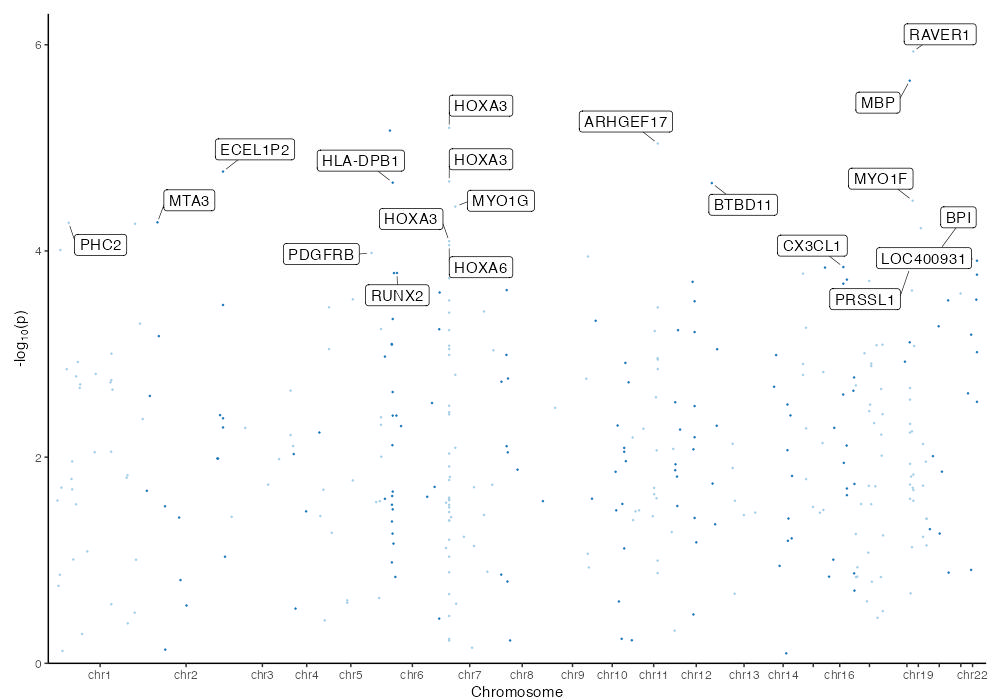 RAVER1
6
MBP
HOXA3
ARHGEF17
ECEL1P2
HLA-DPB1
HOXA3
MYO1F
MTA3
MYO1G
BTBD11
HOXA3
BPI
PHC2
CX3CL1
4
PDGFRB
LOC400931
HOXA6
RUNX2
PRSSL1
-log10(p)
2
0
chr1 chr2 chr3 chr4 chr5 chr6 chr7 chr8 chr9 chr10 chr11 chr12 chr13 chr14 chr16 chr19 chr22
Chromosome